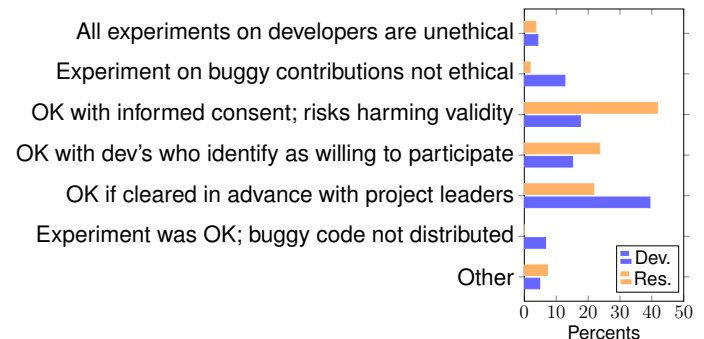 All experiments on developers are unethical
Experiment on buggy contributions not ethical
OK with informed consent; risks harming validity
OK with dev's who identify as willing to participate
OK if cleared in advance with project leaders
Experiment was OK; buggy code not distributed
Other
Dev.
Res.
0 10 20 30 40 50
Percents